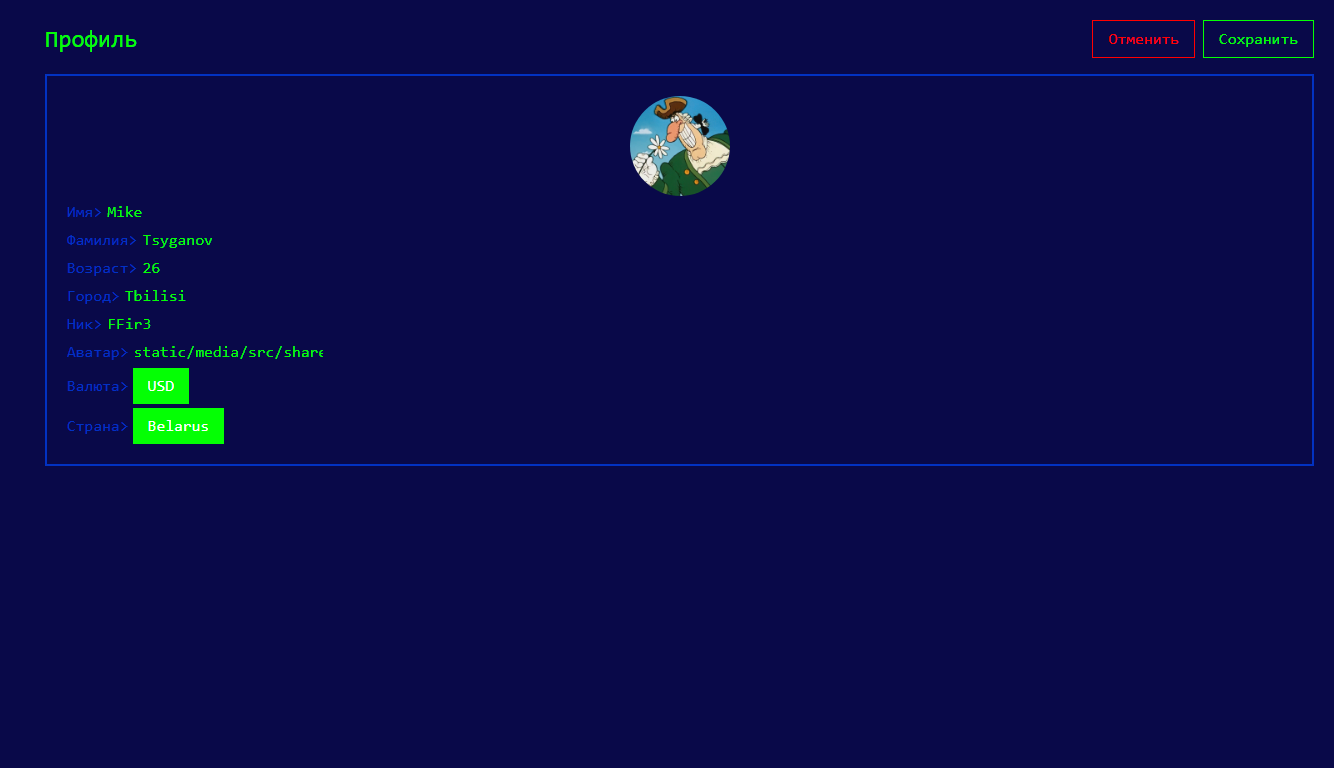 Профиль
Отменить Сохранить
Имя> Mike
Фамилия> Tsyganov
Возраст> 26
Город> Tbilisi
Ник> FFir3
Аватар> static/media/src/share
Валюта> USD
Страна> Belarus